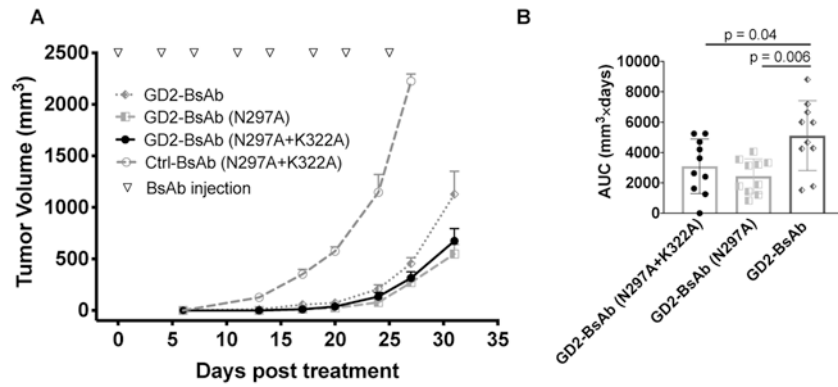 A
Tumor Volume (mm³)
2500
2000
1500
1000
500
0
GD2-BsAb
GD2-BsAb (N297A)
GD2-BsAb (N297A+K322A)
Ctrl-BsAb (N297A+K322A)
BsAb injection
0 5 10 15 20 25 30 35
Days post treatment
B
p = 0.04
p = 0.006
AUC (mm³×days)
10000
8000
6000
4000
2000
0
GD2-BsAb (N297A+K322A)
GD2-BsAb (N297A)
GD2-BsAb